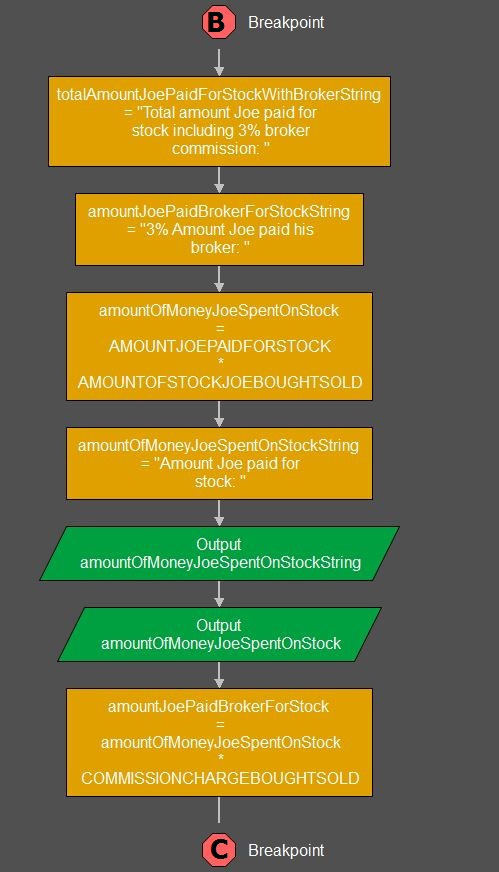 B Breakpoint
totalAmountJoePaidForStockWithBrokerString
= "Total amount Joe paid for
stock including 3% broker
commission: "
amountJoePaidBrokerForStockString
= "3% Amount Joe paid his
broker: "
amountOfMoneyJoeSpentOnStock
=
AMOUNTJOEPAIDFORSTOCK
*
AMOUNTOFSTOCKJOEBOUGHTSOLD
amountOfMoneyJoeSpentOnStockString
= "Amount Joe paid for
stock: "
Output
amountOfMoneyJoeSpentOnStockString
Output
amountOfMoneyJoeSpentOnStock
amountJoePaidBrokerForStock
=
amountOfMoneyJoeSpentOnStock
*
COMMISSIONCHARGEBOUGHTSOLD
C Breakpoint